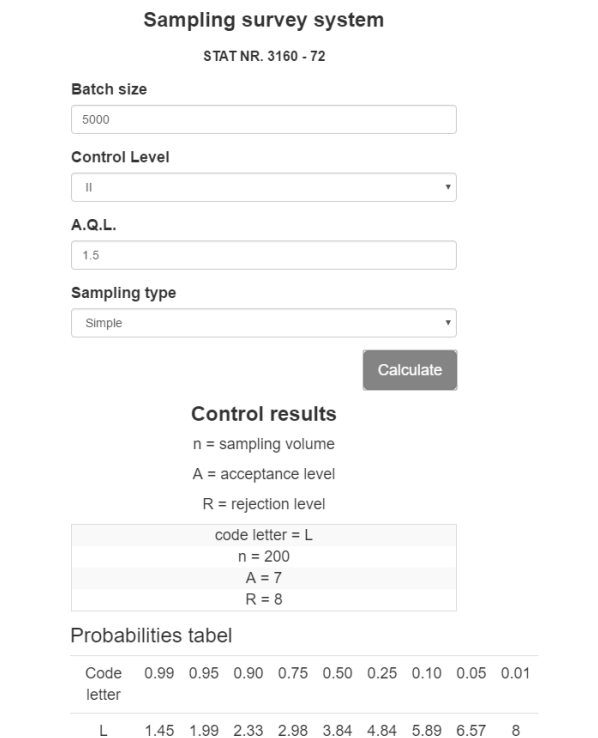 Sampling survey system
STAT NR. 3160 - 72
Batch size
5000
Control Level
II
A.Q.L.
1.5
Sampling type
Simple
Calculate
Control results
n = sampling volume
A = acceptance level
R = rejection level
code letter = L
n = 200
A = 7
R = 8
Probabilities tabel
Code letter 0.99 0.95 0.90 0.75 0.50 0.25 0.10 0.05 0.01
L 1.45 1.99 2.33 2.98 3.84 4.84 5.89 6.57 8